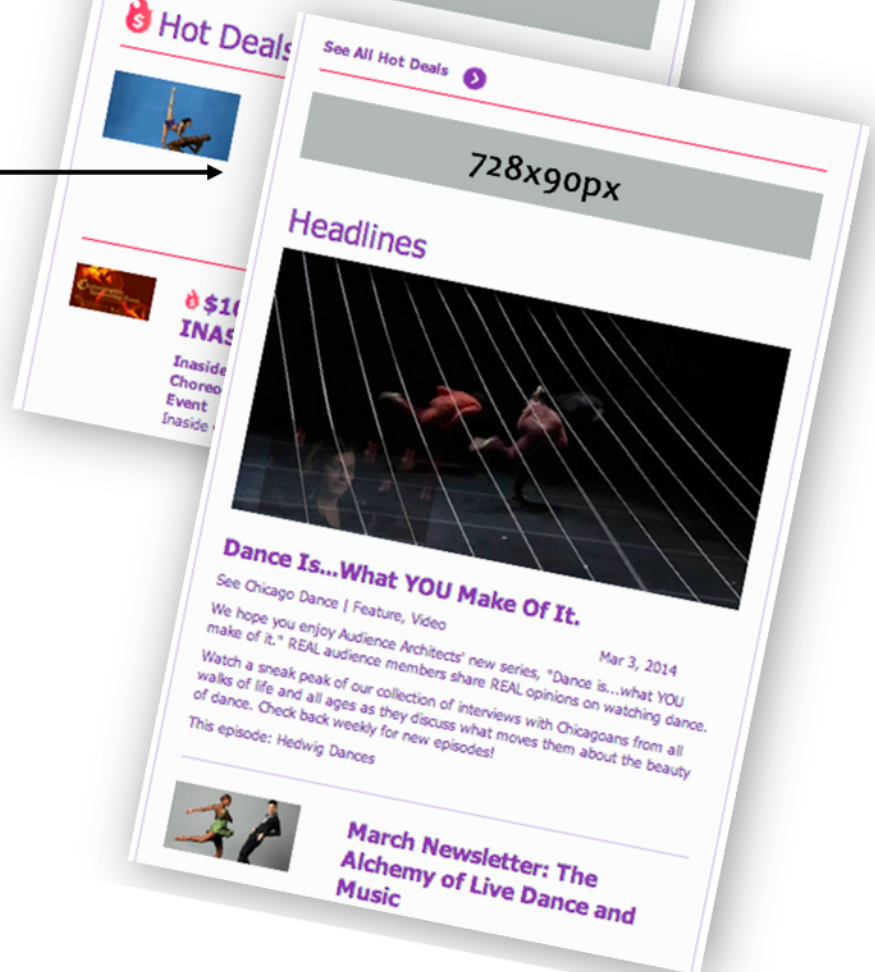 Hot Deals
$10
INAS
Inside
Choreo
Event
Inaside
See All Hot Deals
728x90px
Headlines
Dance Is...What YOU Make Of It.
See Chicago Dance | Feature, Video
Mar 3, 2014
We hope you enjoy Audience Architects' new series, "Dance is...what YOU
make of it." REAL audience members share REAL opinions on watching dance.
Watch a sneak peak of our collection of interviews with Chicagoans from all
walks of life and all ages as they discuss what moves them about the beauty
of dance. Check back weekly for new episodes!
This episode: Hedwig Dances
March Newsletter: The
Alchemy of Live Dance and
Music